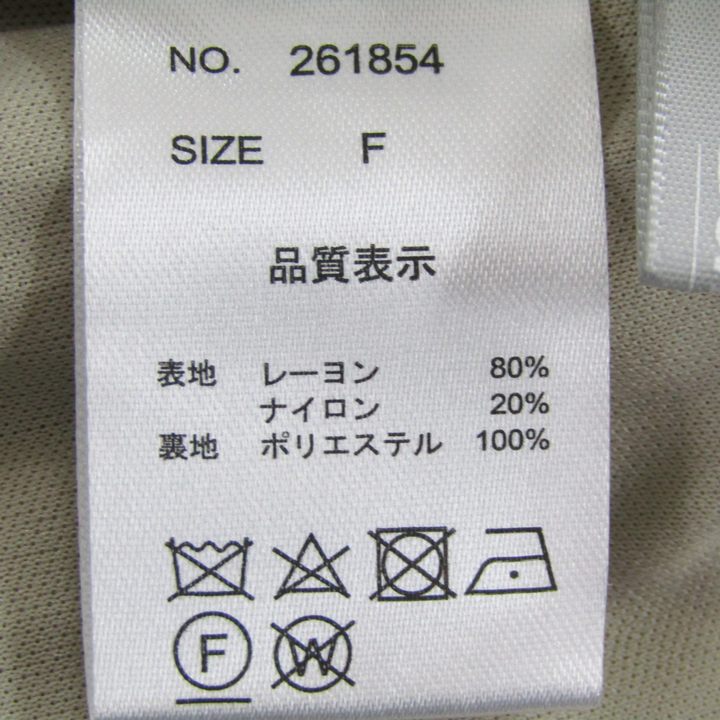 NO. 261854
SIZE F
品質表示
表地 レーヨン 80%
ナイロン 20%
裏地 ポリエステル 100%
F W